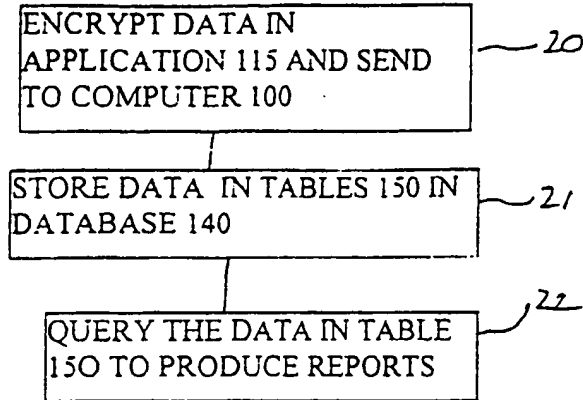 ENCRYPT DATA IN
APPLICATION 115 AND SEND
TO COMPUTER 100
20
STORE DATA IN TABLES 150 IN
DATABASE 140
21
QUERY THE DATA IN TABLE
15O TO PRODUCE REPORTS
22